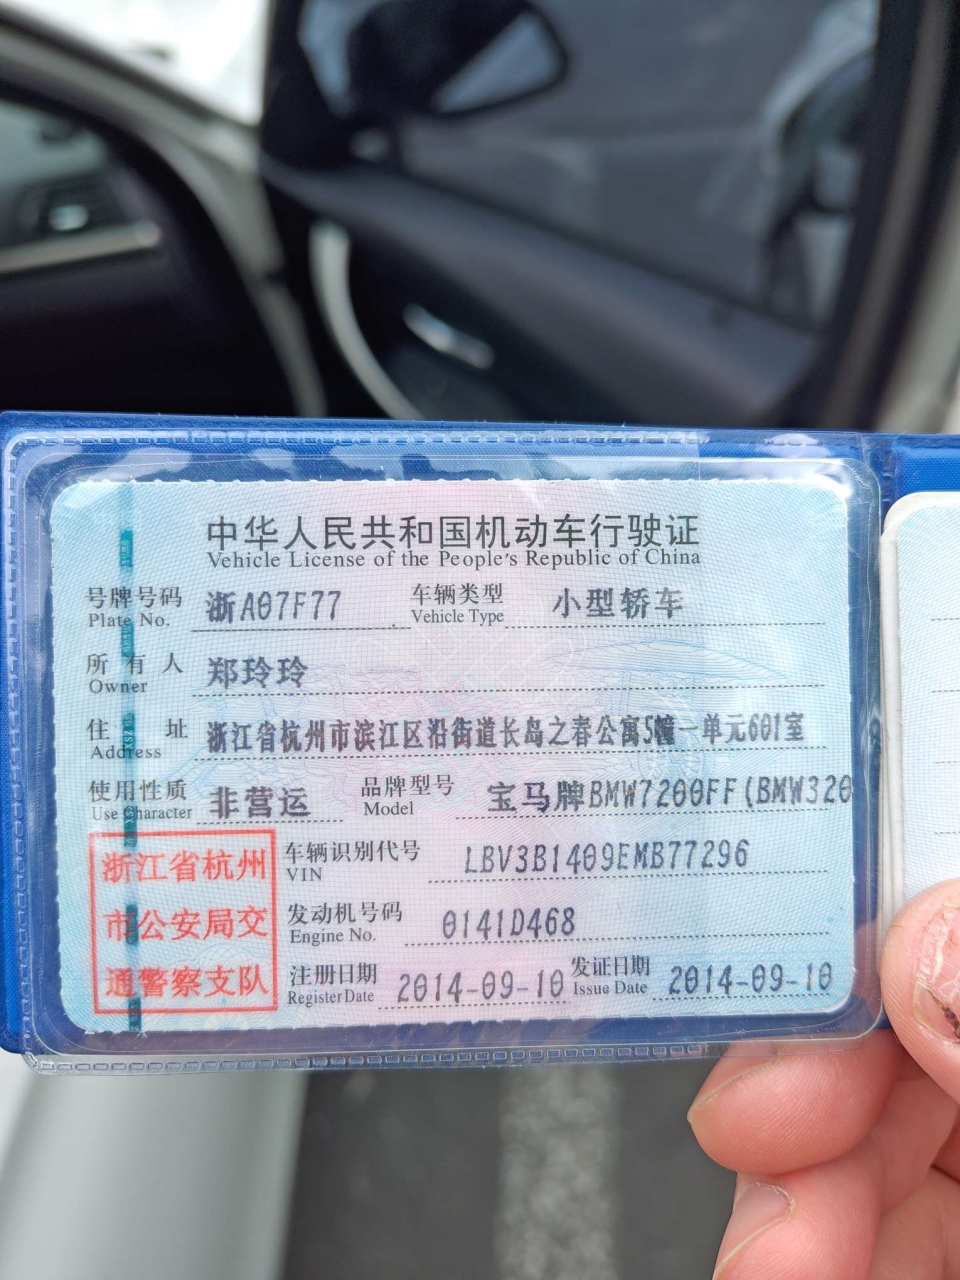 中华人民共和国机动车行驶证
Vehicle License of the People's Republic of China
号牌号码 浙A07F77 车辆类型 小型轿车
Plate No. Vehicle Type
所有人 郑玲玲
Owner
住址 浙江省杭州市滨江区沿街道长岛之春公寓5幢一单元601室
Address
使用性质 非营运 品牌型号 宝马牌BMW7200FF(BMW320
Use Character Model
浙江省杭州 车辆识别代号 LBV3B1409EMB77296
VIN
市公安局交 发动机号码 0141D468
Engine No.
通警察支队 注册日期 2014-09-10 发证日期 2014-09-10
Register Date Issue Date